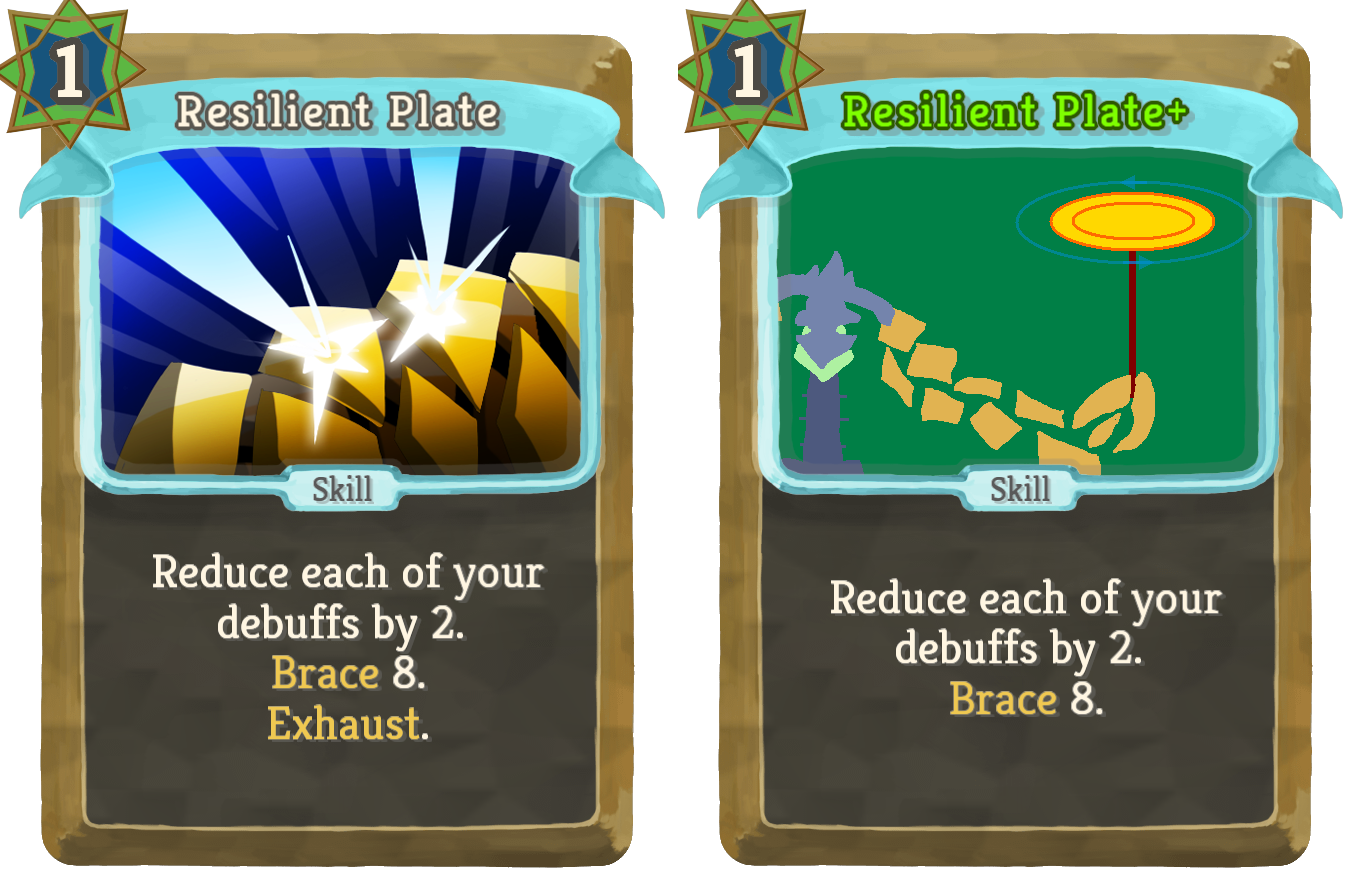 1
Resilient Plate
Skill
Reduce each of your
debuffs by 2.
Brace 8.
Exhaust.
1
Resilient Plate+
Skill
Reduce each of your
debuffs by 2.
Brace 8.